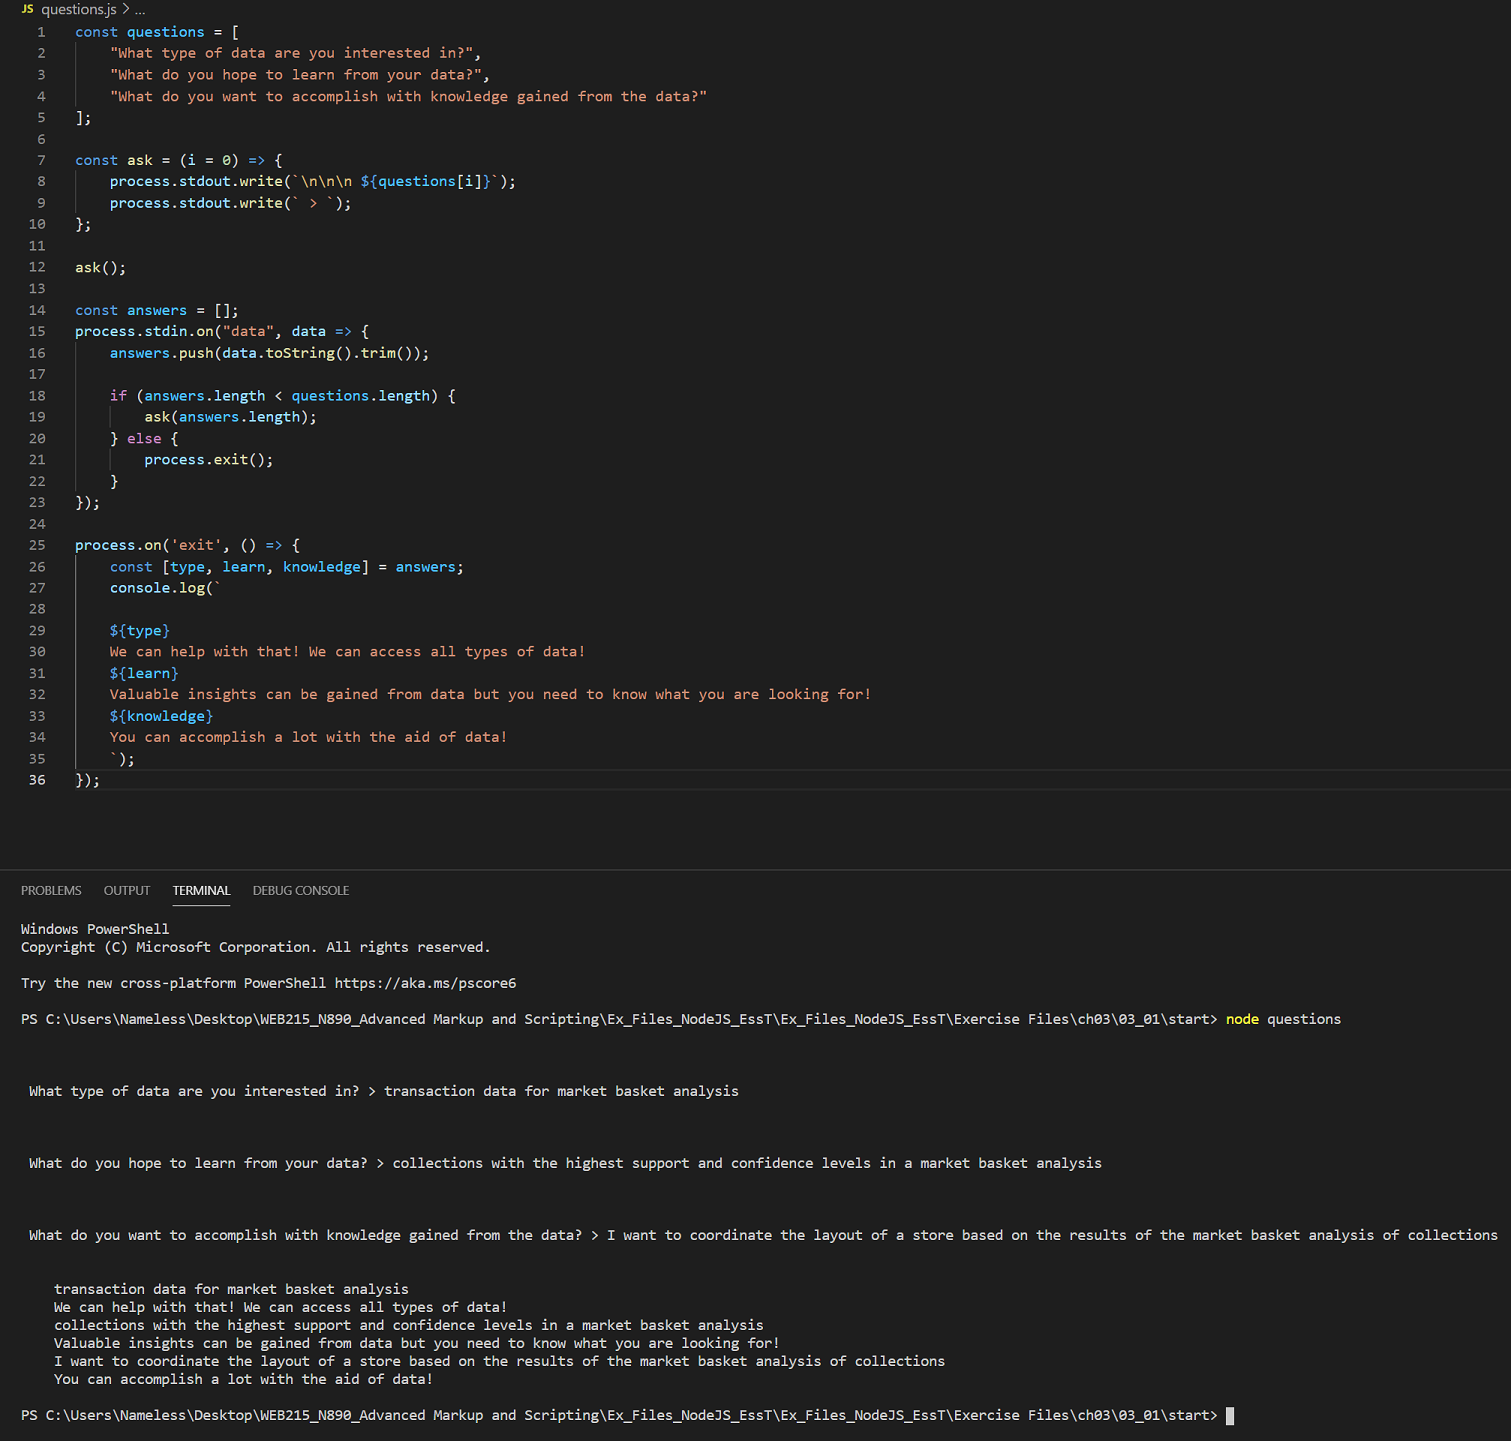 JS questions.js > ...
1 const questions = [
2 "What type of data are you interested in?",
3 "What do you hope to learn from your data?",
4 "What do you want to accomplish with knowledge gained from the data?"
5 ];
6
7 const ask = (i = 0) => {
8 process.stdout.write(`\n\n\n ${questions[i]}`);
9 process.stdout.write(` > `);
10 };
11
12 ask();
13
14 const answers = [];
15 process.stdin.on("data", data => {
16 answers.push(data.toString().trim());
17
18 if (answers.length < questions.length) {
19 ask(answers.length);
20 } else {
21 process.exit();
22 }
23 });
24
25 process.on('exit', () => {
26 const [type, learn, knowledge] = answers;
27 console.log(`
28
29 ${type}
30 We can help with that! We can access all types of data!
31 ${learn}
32 Valuable insights can be gained from data but you need to know what you are looking for!
33 ${knowledge}
34 You can accomplish a lot with the aid of data!
35 `);
36 });
PROBLEMS OUTPUT TERMINAL DEBUG CONSOLE
Windows PowerShell
Copyright (C) Microsoft Corporation. All rights reserved.
Try the new cross-platform PowerShell https://aka.ms/pscore6
PS C:\Users\Nameless\Desktop\WEB215_N890_Advanced Markup and Scripting\Ex_Files_NodeJS_EssT\Ex_Files_NodeJS_EssT\Exercise Files\ch03\03_01\start> node questions
What type of data are you interested in? > transaction data for market basket analysis
What do you hope to learn from your data? > collections with the highest support and confidence levels in a market basket analysis
What do you want to accomplish with knowledge gained from the data? > I want to coordinate the layout of a store based on the results of the market basket analysis of collections
transaction data for market basket analysis
We can help with that! We can access all types of data!
collections with the highest support and confidence levels in a market basket analysis
Valuable insights can be gained from data but you need to know what you are looking for!
I want to coordinate the layout of a store based on the results of the market basket analysis of collections
You can accomplish a lot with the aid of data!
PS C:\Users\Nameless\Desktop\WEB215_N890_Advanced Markup and Scripting\Ex_Files_NodeJS_EssT\Ex_Files_NodeJS_EssT\Exercise Files\ch03\03_01\start>